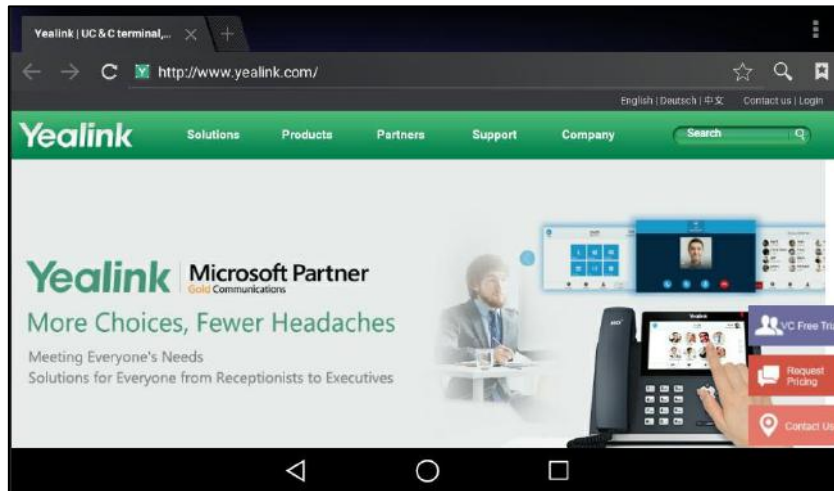 Yealink | UC & C terminal,...
http://www.yealink.com/
English | Deutsch | 中文 Contact us | Login
Yealink Solutions Products Partners Support Company Search
Yealink Microsoft Partner
Gold Communications
More Choices, Fewer Headaches
Meeting Everyone's Needs
Solutions for Everyone from Receptionists to Executives
Yealink
VC Free Tria
Request
Pricing
Contact Us